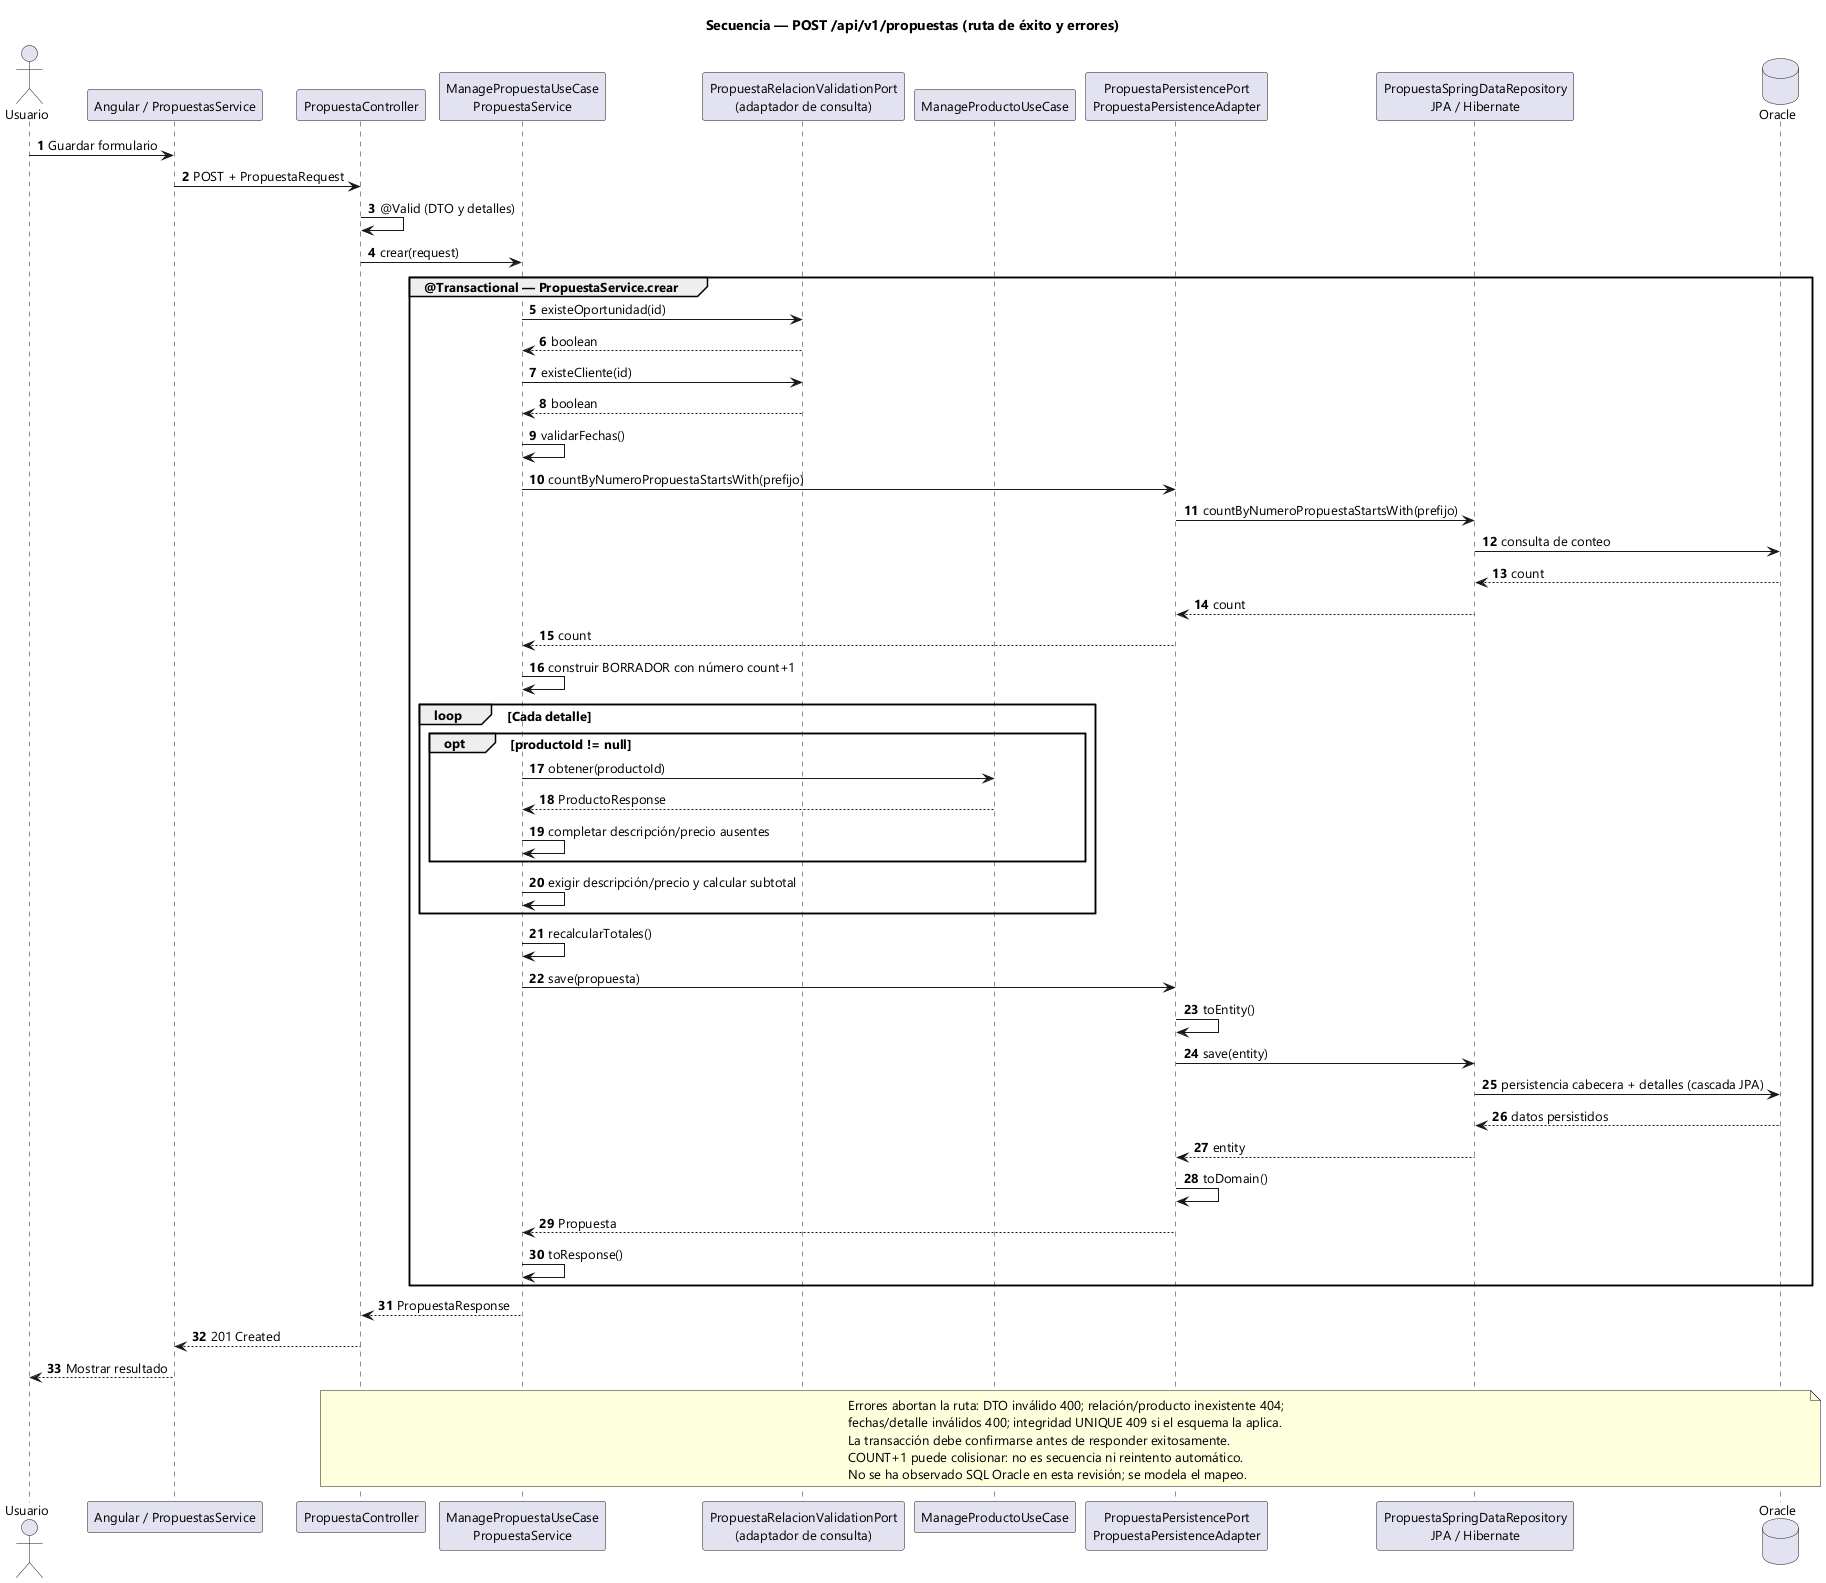 Secuencia — POST /api/v1/propuestas (ruta de éxito y errores)
Usuario
Angular / PropuestasService
PropuestaController
ManagePropuestaUseCase
PropuestaService
PropuestaRelacionValidationPort
(adaptador de consulta)
ManageProductoUseCase
PropuestaPersistencePort
PropuestaPersistenceAdapter
PropuestaSpringDataRepository
JPA / Hibernate
Oracle
1 Guardar formulario
2 POST + PropuestaRequest
3 @Valid (DTO y detalles)
4 crear(request)
@Transactional — PropuestaService.crear
5 existeOportunidad(id)
6 boolean
7 existeCliente(id)
8 boolean
9 validarFechas()
10 countByNumeroPropuestaStartsWith(prefijo)
11 countByNumeroPropuestaStartsWith(prefijo)
12 consulta de conteo
13 count
14 count
15 count
16 construir BORRADOR con número count+1
loop [Cada detalle]
opt [productoId != null]
17 obtener(productoId)
18 ProductoResponse
19 completar descripción/precio ausentes
20 exigir descripción/precio y calcular subtotal
21 recalcularTotales()
22 save(propuesta)
23 toEntity()
24 save(entity)
25 persistencia cabecera + detalles (cascada JPA)
26 datos persistidos
27 entity
28 toDomain()
29 Propuesta
30 toResponse()
31 PropuestaResponse
32 201 Created
33 Mostrar resultado
Errores abortan la ruta: DTO inválido 400; relación/producto inexistente 404;
fechas/detalle inválidos 400; integridad UNIQUE 409 si el esquema la aplica.
La transacción debe confirmarse antes de responder exitosamente.
COUNT+1 puede colisionar: no es secuencia ni reintento automático.
No se ha observado SQL Oracle en esta revisión; se modela el mapeo.
Usuario
Angular / PropuestasService
PropuestaController
ManagePropuestaUseCase
PropuestaService
PropuestaRelacionValidationPort
(adaptador de consulta)
ManageProductoUseCase
PropuestaPersistencePort
PropuestaPersistenceAdapter
PropuestaSpringDataRepository
JPA / Hibernate
Oracle